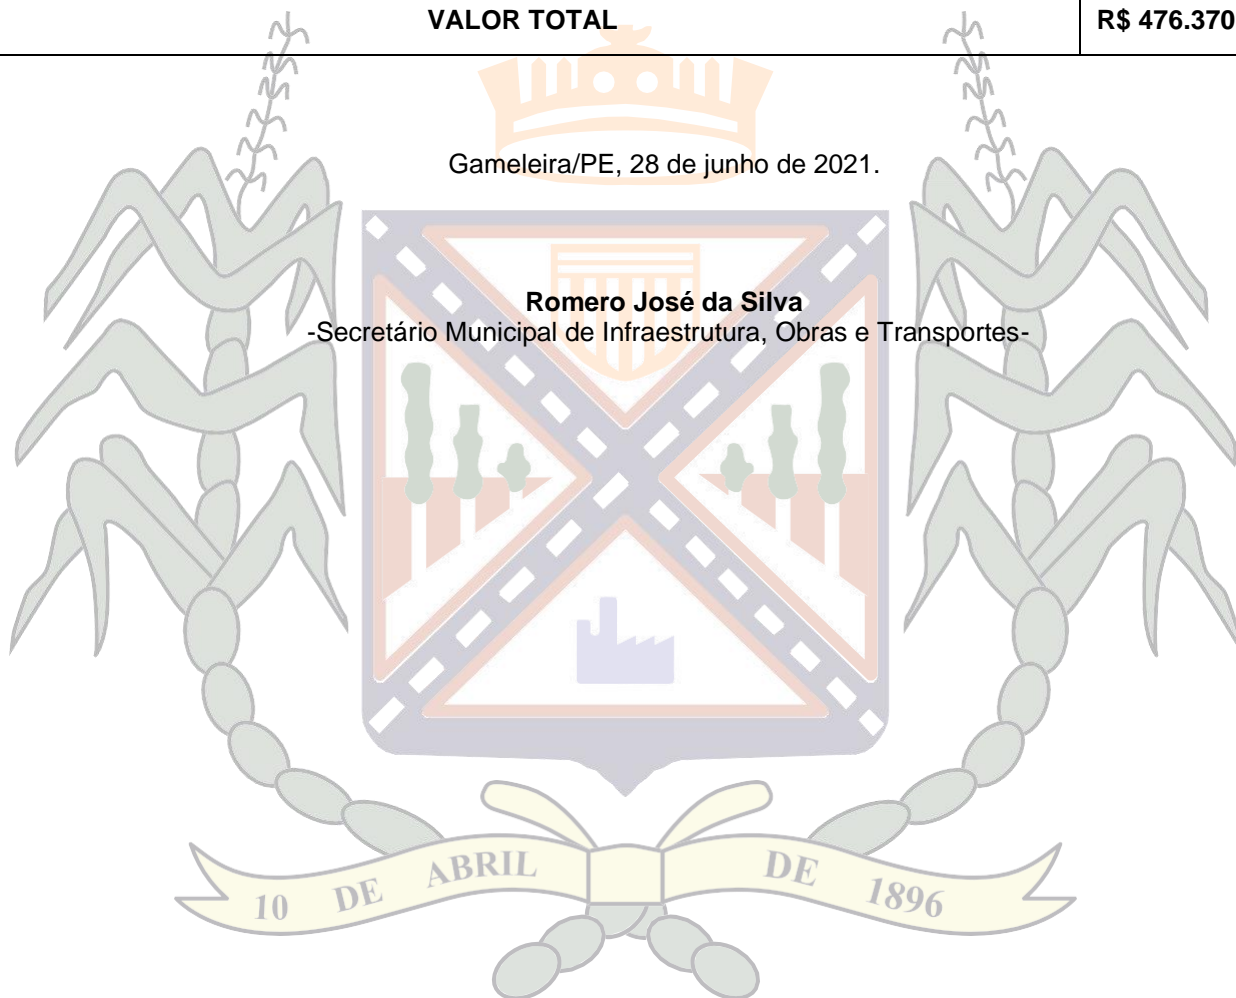 VALOR TOTAL R$ 476.370
Gameleira/PE, 28 de junho de 2021.
Romero José da Silva
-Secretário Municipal de Infraestrutura, Obras e Transportes-
10 DE ABRIL DE 1896